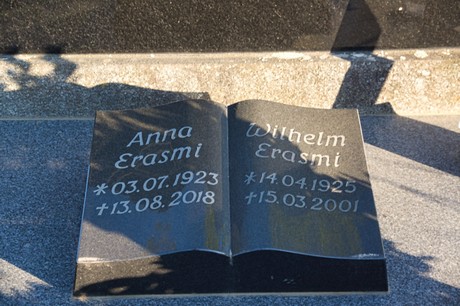 Anna
Erasmi
*03.07.1923
✝13.08.2018
Wilhelm
Erasmi
*14.04.1925
✝15.03.2001